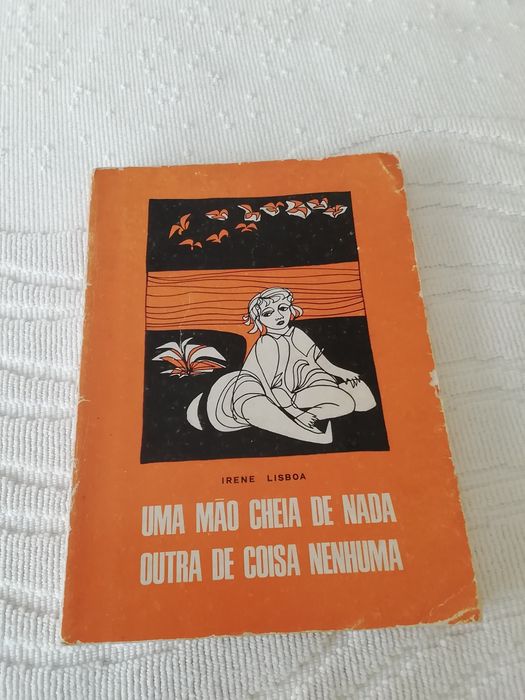 IRENE LISBOA
UMA MÃO CHEIA DE NADA
OUTRA DE COISA NENHUMA